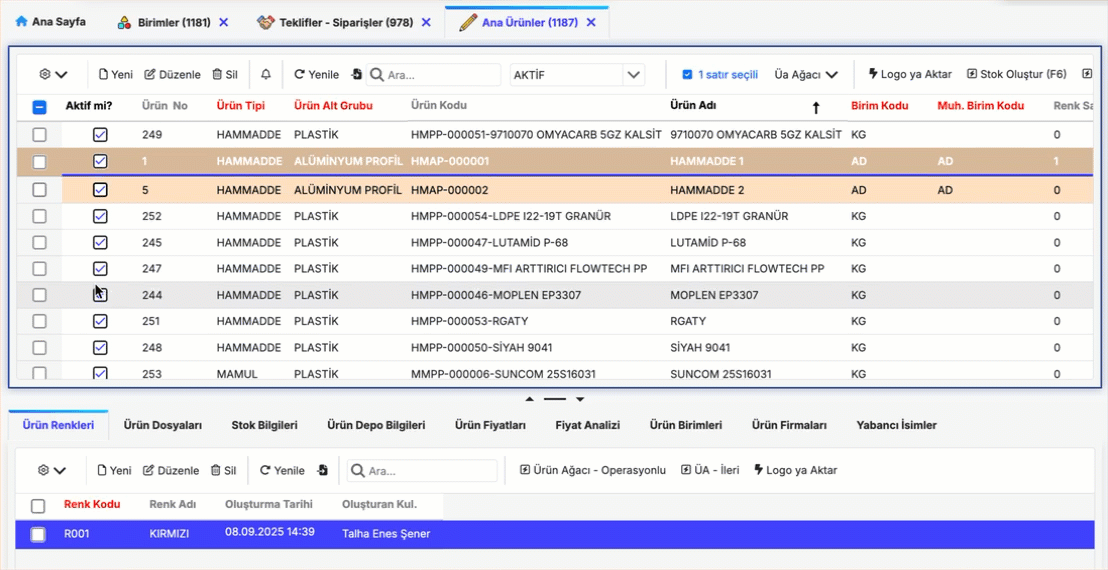 Ana Sayfa Birimler (1181) Teklifler - Siparişler (978) Ana Ürünler (1187)
Yeni Düzenle Sil Yenile Ara... AKTİF 1 satır seçili Üa Ağacı Logo ya Aktar Stok Oluştur (F6)
Aktif mi? Ürün No Ürün Tipi Ürün Alt Grubu Ürün Kodu Ürün Adı Birim Kodu Muh. Birim Kodu Renk Sa
249 HAMMADDE PLASTİK HMPP-000051-9710070 OMYACARB 5GZ KALSİT 9710070 OMYACARB 5GZ KALSİT KG 0
1 HAMMADDE ALÜMİNYUM PROFİL HMAP-000001 HAMMADDE 1 AD AD 1
5 HAMMADDE ALÜMİNYUM PROFİL HMAP-000002 HAMMADDE 2 AD AD 0
252 HAMMADDE PLASTİK HMPP-000054-LDPE I22-19T GRANÜR LDPE I22-19T GRANÜR KG 0
245 HAMMADDE PLASTİK HMPP-000047-LUTAMİD P-68 LUTAMİD P-68 KG 0
247 HAMMADDE PLASTİK HMPP-000049-MFI ARTTIRICI FLOWTECH PP MFI ARTTIRICI FLOWTECH PP KG 0
244 HAMMADDE PLASTİK HMPP-000046-MOPLEN EP3307 MOPLEN EP3307 KG 0
251 HAMMADDE PLASTİK HMPP-000053-RGATY RGATY KG 0
248 HAMMADDE PLASTİK HMPP-000050-SİYAH 9041 SİYAH 9041 KG 0
253 MAMUL PLASTİK MMPP-000006-SUNCOM 25S16031 SUNCOM 25S16031 KG 0
Ürün Renkleri Ürün Dosyaları Stok Bilgileri Ürün Depo Bilgileri Ürün Fiyatları Fiyat Analizi Ürün Birimleri Ürün Firmaları Yabancı İsimler
Yeni Düzenle Sil Yenile Ara... Ürün Ağacı - Operasyonlu ÜA - İleri Logo ya Aktar
Renk Kodu Renk Adı Oluşturma Tarihi Oluşturan Kul.
R001 KIRMIZI 08.09.2025 14:39 Talha Enes Şener